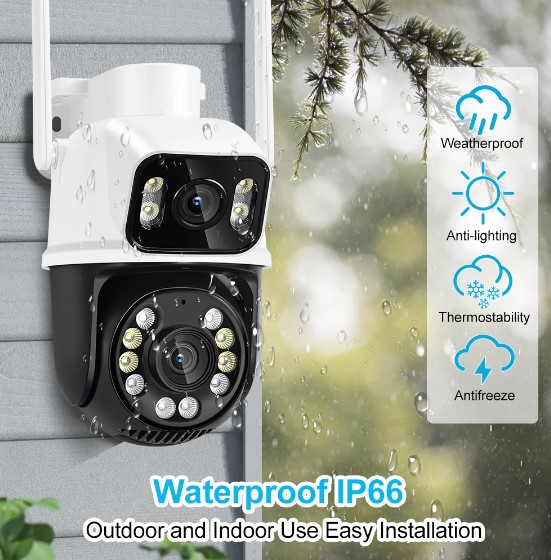 Weatherproof
Anti-lighting
Thermostability
Antifreeze
Waterproof IP66
Outdoor and Indoor Use Easy Installation